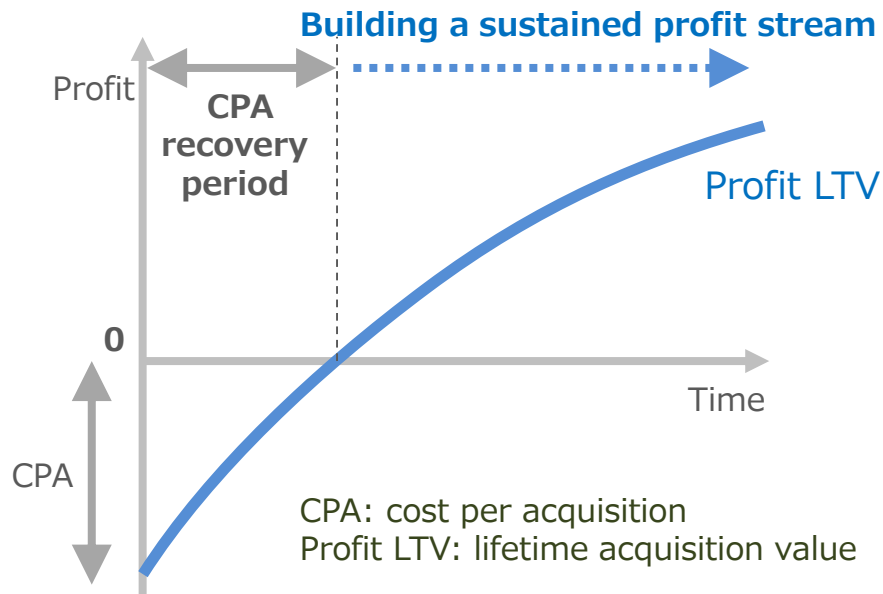 Building a sustained profit stream
Profit
CPA
recovery
period
Profit LTV
0
Time
CPA
CPA: cost per acquisition
Profit LTV: lifetime acquisition value